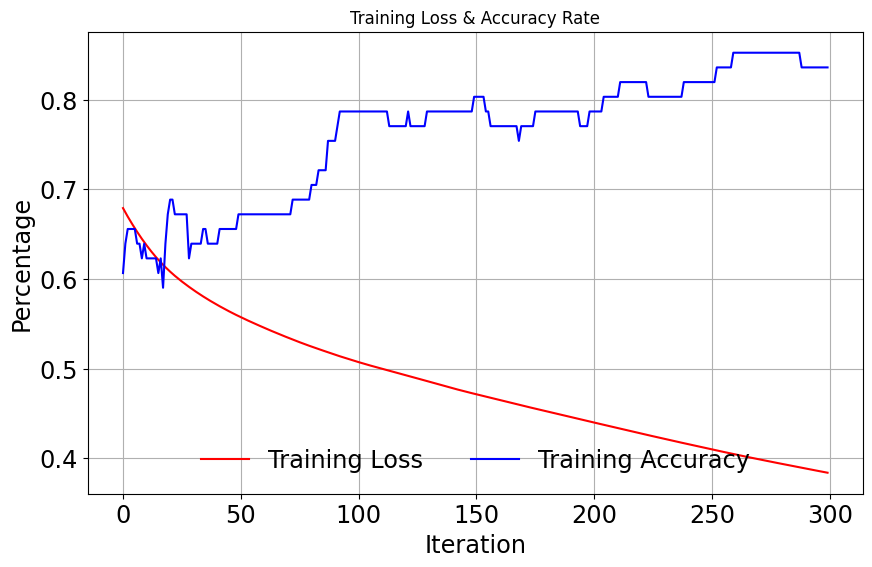 Training Loss & Accuracy Rate
Percentage
0.8
0.7
0.6
0.5
0.4
Training Loss Training Accuracy
0 50 100 150 200 250 300
Iteration